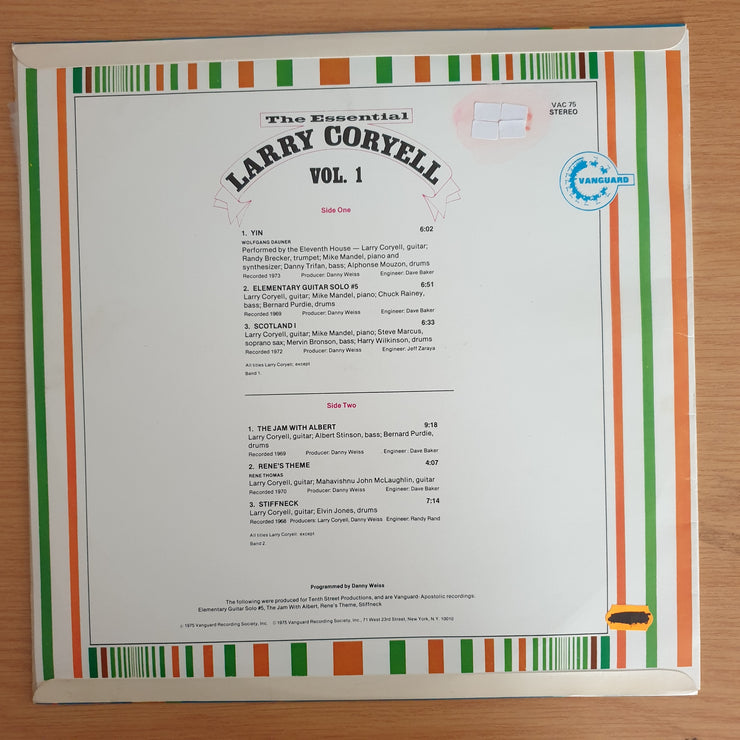 The Essential
LARRY CORYELL
VOL. 1
VAC 75
STEREO
VANGUARD
Side One
1. YIN 6:02
WOLFGANG DAUNER
Performed by the Eleventh House — Larry Coryell, guitar;
Randy Brecker, trumpet; Mike Mandel, piano and
synthesizer; Danny Trifan, bass; Alphonse Mouzon, drums
Recorded 1973 Producer: Danny Weiss Engineer: Dave Baker
2. ELEMENTARY GUITAR SOLO #5 6:51
Larry Coryell, guitar; Mike Mandel, piano; Chuck Rainey,
bass; Bernard Purdie, drums
Recorded 1969 Producer: Danny Weiss Engineer: Dave Baker
3. SCOTLAND I 6:33
Larry Coryell, guitar; Mike Mandel, piano; Steve Marcus,
soprano sax; Mervin Bronson, bass; Harry Wilkinson, drums
Recorded 1972 Producer: Danny Weiss Engineer: Jeff Zaraya
All titles Larry Coryell; except
Band 1.
Side Two
1. THE JAM WITH ALBERT 9:18
Larry Coryell, guitar; Albert Stinson, bass; Bernard Purdie,
drums
Recorded 1969 Producer: Danny Weiss Engineer: Dave Baker
2. RENE'S THEME 4:07
RENE THOMAS
Larry Coryell, guitar; Mahavishnu John McLaughlin, guitar
Recorded 1970 Producer: Danny Weiss Engineer: Dave Baker
3. STIFFNECK 7:14
Larry Coryell, guitar; Elvin Jones, drums
Recorded 1968 Producers: Larry Coryell, Danny Weiss Engineer: Randy Rand
All titles Larry Coryell: except
Band 2.
Programmed by Danny Weiss
The following were produced for Tenth Street Productions, and are Vanguard-Apostolic recordings:
Elementary Guitar Solo #5, The Jam With Albert, Rene's Theme, Stiffneck
℗ 1975 Vanguard Recording Society, Inc. © 1975 Vanguard Recording Society, Inc., 71 West 23rd Street, New York, N.Y. 10010